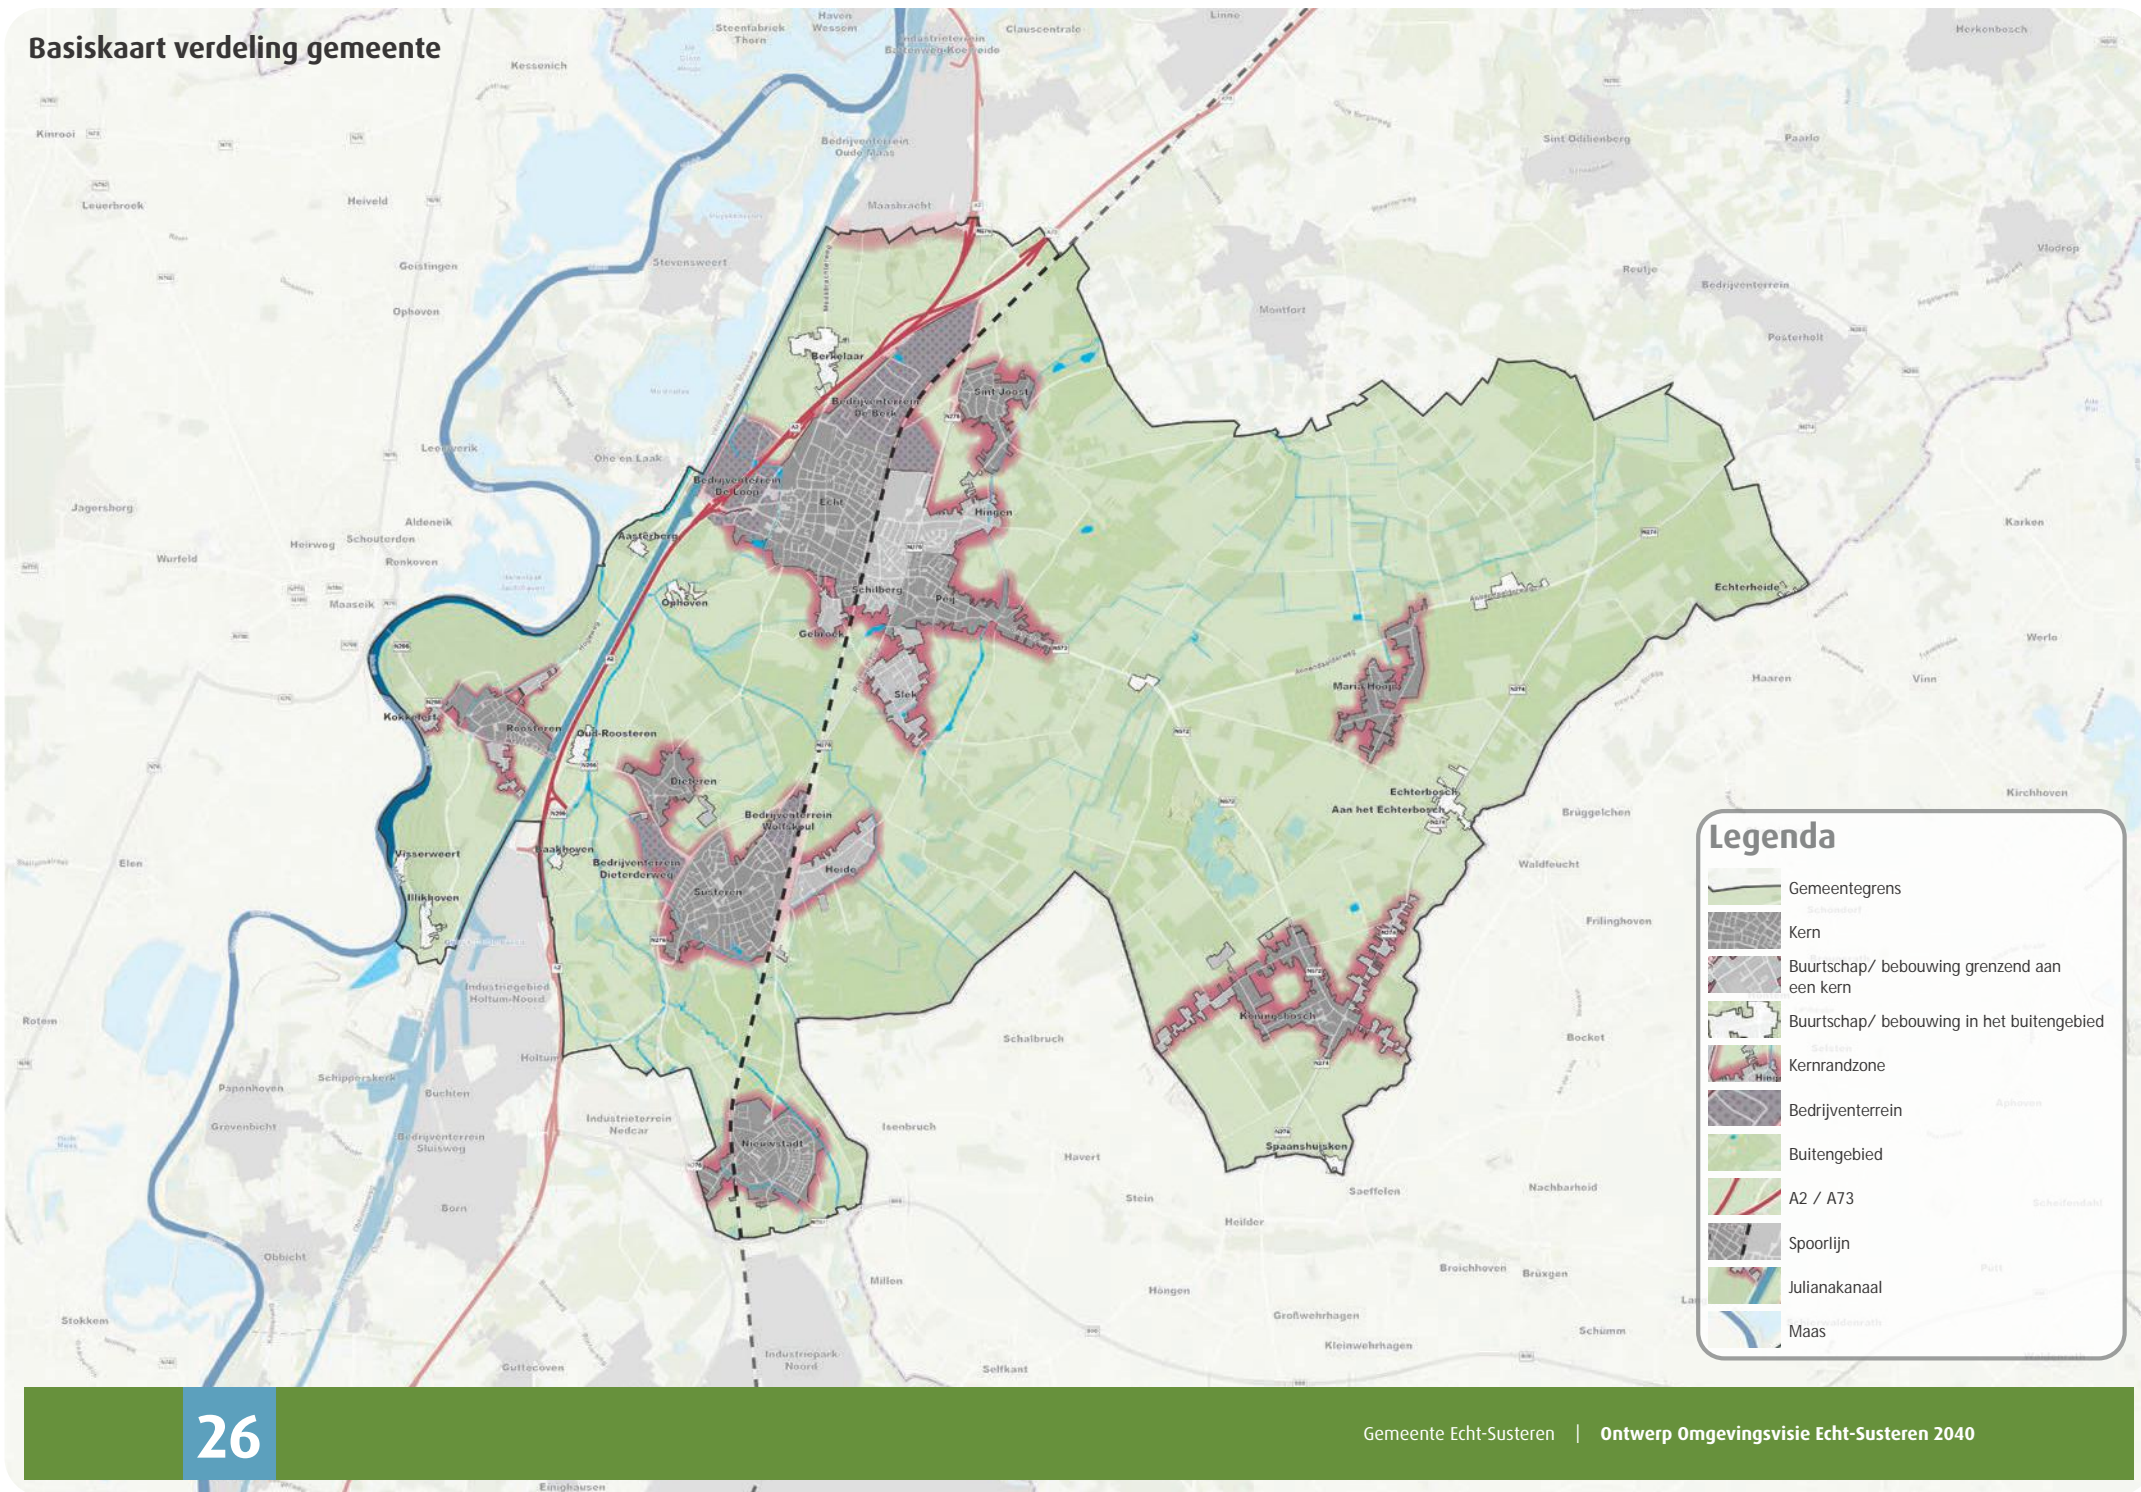 Basiskaart verdeling gemeente
Steenfabriek
Thorn
Haven
Wessem
Clauscentrale
Linne
Herkenbosch
Kessenich
Kinrooi
Bedrijventerrein
Oude Maas
Sint Odiliënberg
Paarlo
Leuerbroek
Heiveld
Maasbracht
Geistingen
Stevensweert
Vlodrop
Reutje
Bedrijventerrein
Ophoven
Montfort
Posterholt
Berkelaar
Sint Joost
Bedrijventerrein
De Berk
Ohe en Laak
Bedrijventerrein
De Loop
Echt
Hingen
Jagersborg
Aldeneik
Heirweg
Schouterden
Aasterberg
Karken
Wurfeld
Ronkoven
Maaseik
Ophoven
Schilberg
Peij
Echterheide
Gebroek
Werlo
Slek
Maria Hoop
Haaren
Vinn
Kokkelert
Roosteren
Oud-Roosteren
Dieteren
Bedrijventerrein
Wolfskoul
Echterbosch
Aan het Echterbosch
Brüggelchen
Kirchhoven
Visserweert
Baakhoven
Bedrijventerrein
Dieterderweg
Heide
Susteren
Elen
Waldfeucht
Illikhoven
Frilinghoven
Industriegebied
Holtum-Noord
Koningsbosch
Rotem
Schalbruch
Bocket
Holtum
Papenhoven
Schipperskerk
Buchten
Grevenbicht
Industrieterrein
Nedcar
Isenbruch
Bedrijventerrein
Sluisweg
Nieuwstadt
Havert
Spaanshuisken
Stein
Saeffelen
Nachbarheid
Born
Heilder
Obbicht
Millen
Höngen
Broichhoven
Brüxgen
Stokkem
Großwehrhagen
Kleinwehrhagen
Schümm
Guttecoven
Industriepark
Noord
Selfkant
Legenda
Gemeentegrens
Kern
Buurtschap/ bebouwing grenzend aan
een kern
Buurtschap/ bebouwing in het buitengebied
Kernrandzone
Bedrijventerrein
Buitengebied
A2 / A73
Spoorlijn
Julianakanaal
Maas
26
Gemeente Echt-Susteren | Ontwerp Omgevingsvisie Echt-Susteren 2040
Einighausen